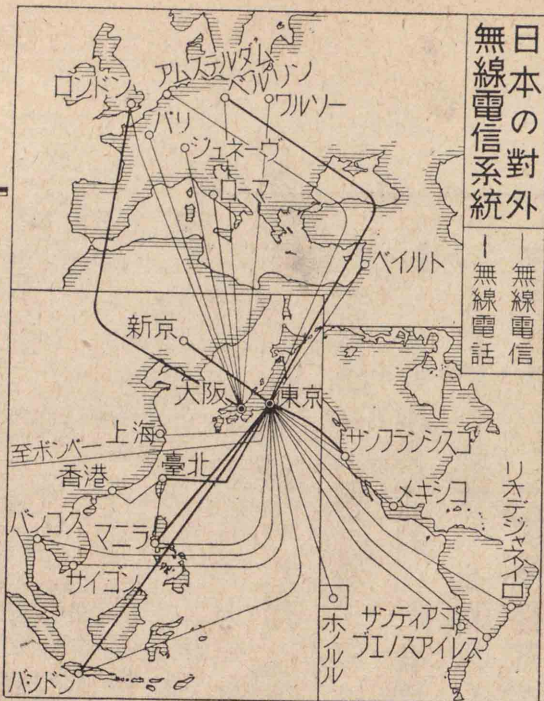 日本の對外
無線電信系統
― 無線電信
― 無線電話
ロンドン
アムステルダム
ベルリン
ワルソー
パリ
ジュネーヴ
ローマ
ベイルト
新京
大阪
東京
上海
至ボンベー
香港
臺北
バンコク
マニラ
サイゴン
バンドン
サンフランシスコ
メキシコ
リオデジャネイロ
ホノルル
サンティアゴ
ブエノスアイレス